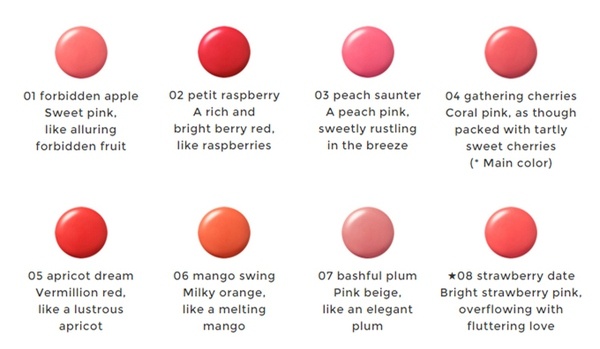 01 forbidden apple
Sweet pink,
like alluring
forbidden fruit
02 petit raspberry
A rich and
bright berry red,
like raspberries
03 peach saunter
A peach pink,
sweetly rustling
in the breeze
04 gathering cherries
Coral pink, as though
packed with tartly
sweet cherries
(* Main color)
05 apricot dream
Vermillion red,
like a lustrous
apricot
06 mango swing
Milky orange,
like a melting
mango
07 bashful plum
Pink beige,
like an elegant
plum
★08 strawberry date
Bright strawberry pink,
overflowing with
fluttering love